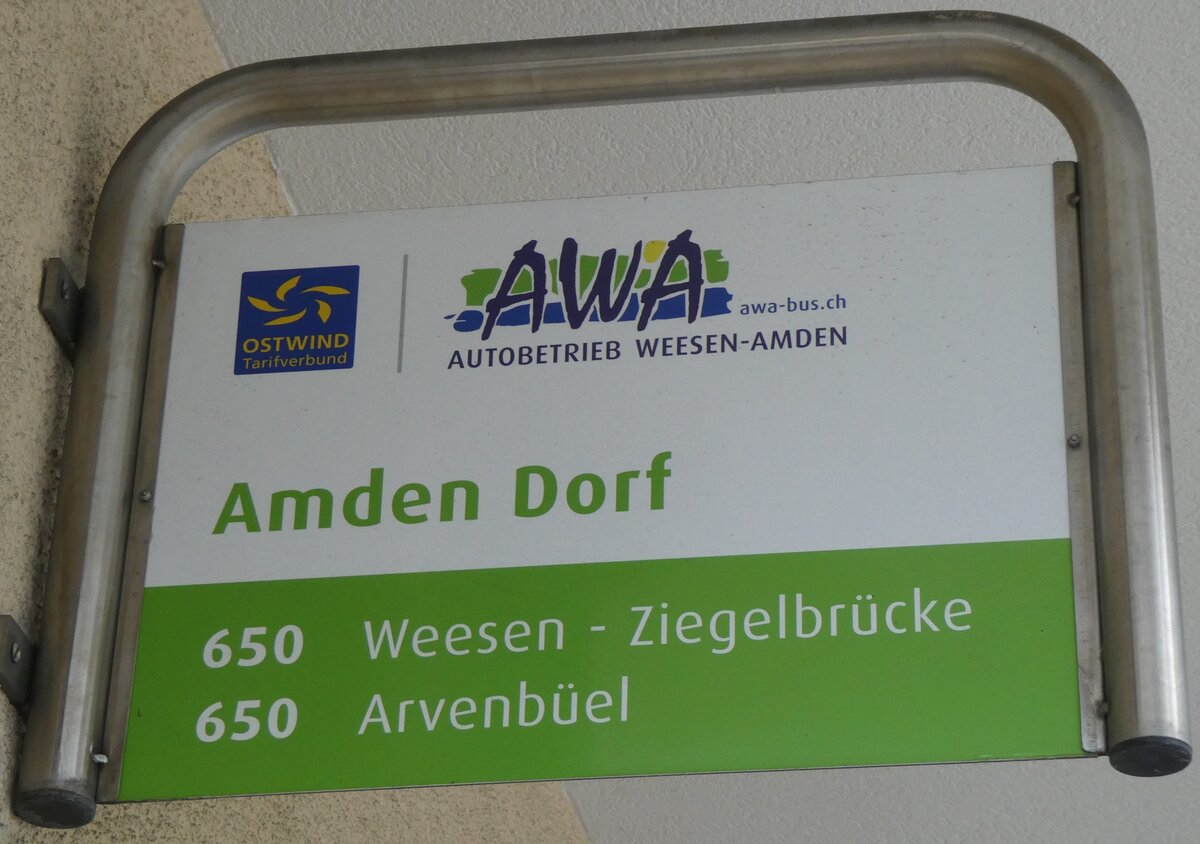 OSTWIND
Tarifverbund
AWA
awa-bus.ch
AUTOBETRIEB WEESEN-AMDEN
Amden Dorf
650 Weesen - Ziegelbrücke
650 Arvenbüel